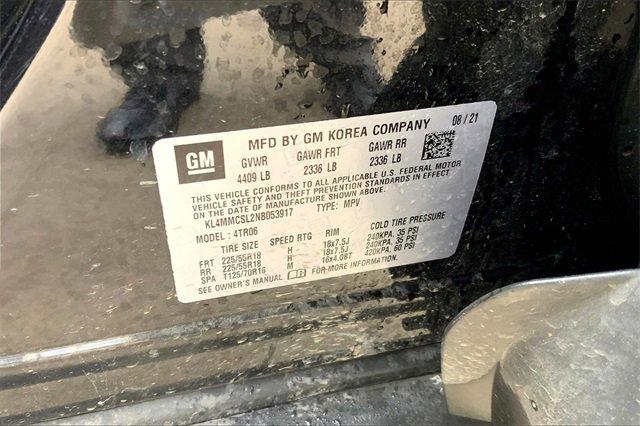 GM
MFD BY GM KOREA COMPANY 08 / 21
GVWR GAWR FRT GAWR RR
4409 LB 2336 LB 2336 LB
THIS VEHICLE CONFORMS TO ALL APPLICABLE U.S. FEDERAL MOTOR
VEHICLE SAFETY AND THEFT PREVENTION STANDARDS IN EFFECT
ON THE DATE OF MANUFACTURE SHOWN ABOVE.
KL4MMCSL2NB053917 TYPE: MPV
MODEL : 4TR06
TIRE SIZE SPEED RTG RIM COLD TIRE PRESSURE
FRT 225/55R18 H 18x7.5J 240KPA, 35 PSI
RR 225/55R18 H 18x7.5J 240KPA, 35 PSI
SPA T125/70R16 M 16x4.0BT 420KPA, 60 PSI
SEE OWNER'S MANUAL FOR MORE INFORMATION.